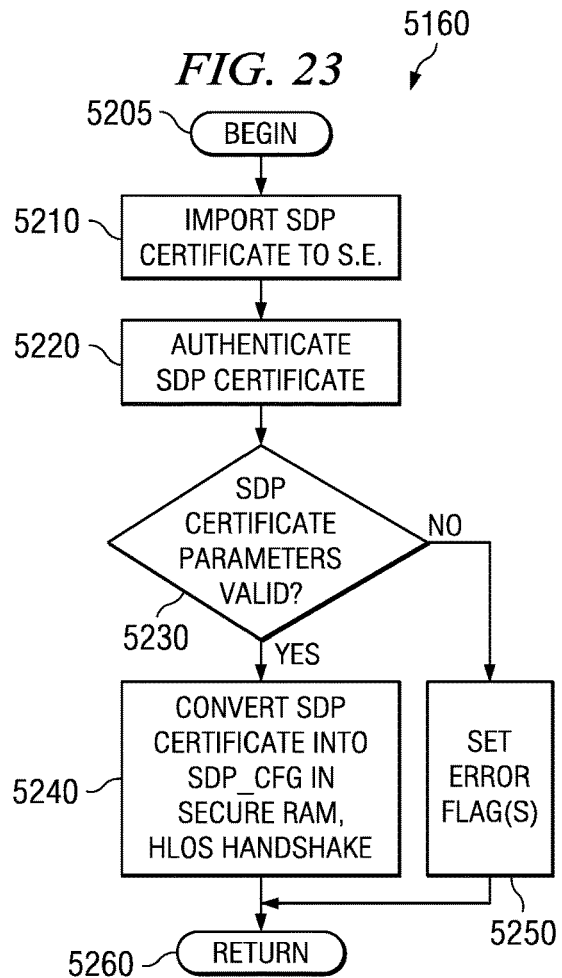 5160
FIG. 23
5205
BEGIN
5210
IMPORT SDP
CERTIFICATE TO S.E.
5220
AUTHENTICATE
SDP CERTIFICATE
SDP
CERTIFICATE
PARAMETERS
VALID?
NO
5230
YES
CONVERT SDP
CERTIFICATE INTO
SDP_CFG IN
SECURE RAM,
HLOS HANDSHAKE
5240
SET
ERROR
FLAG(S)
5250
5260
RETURN